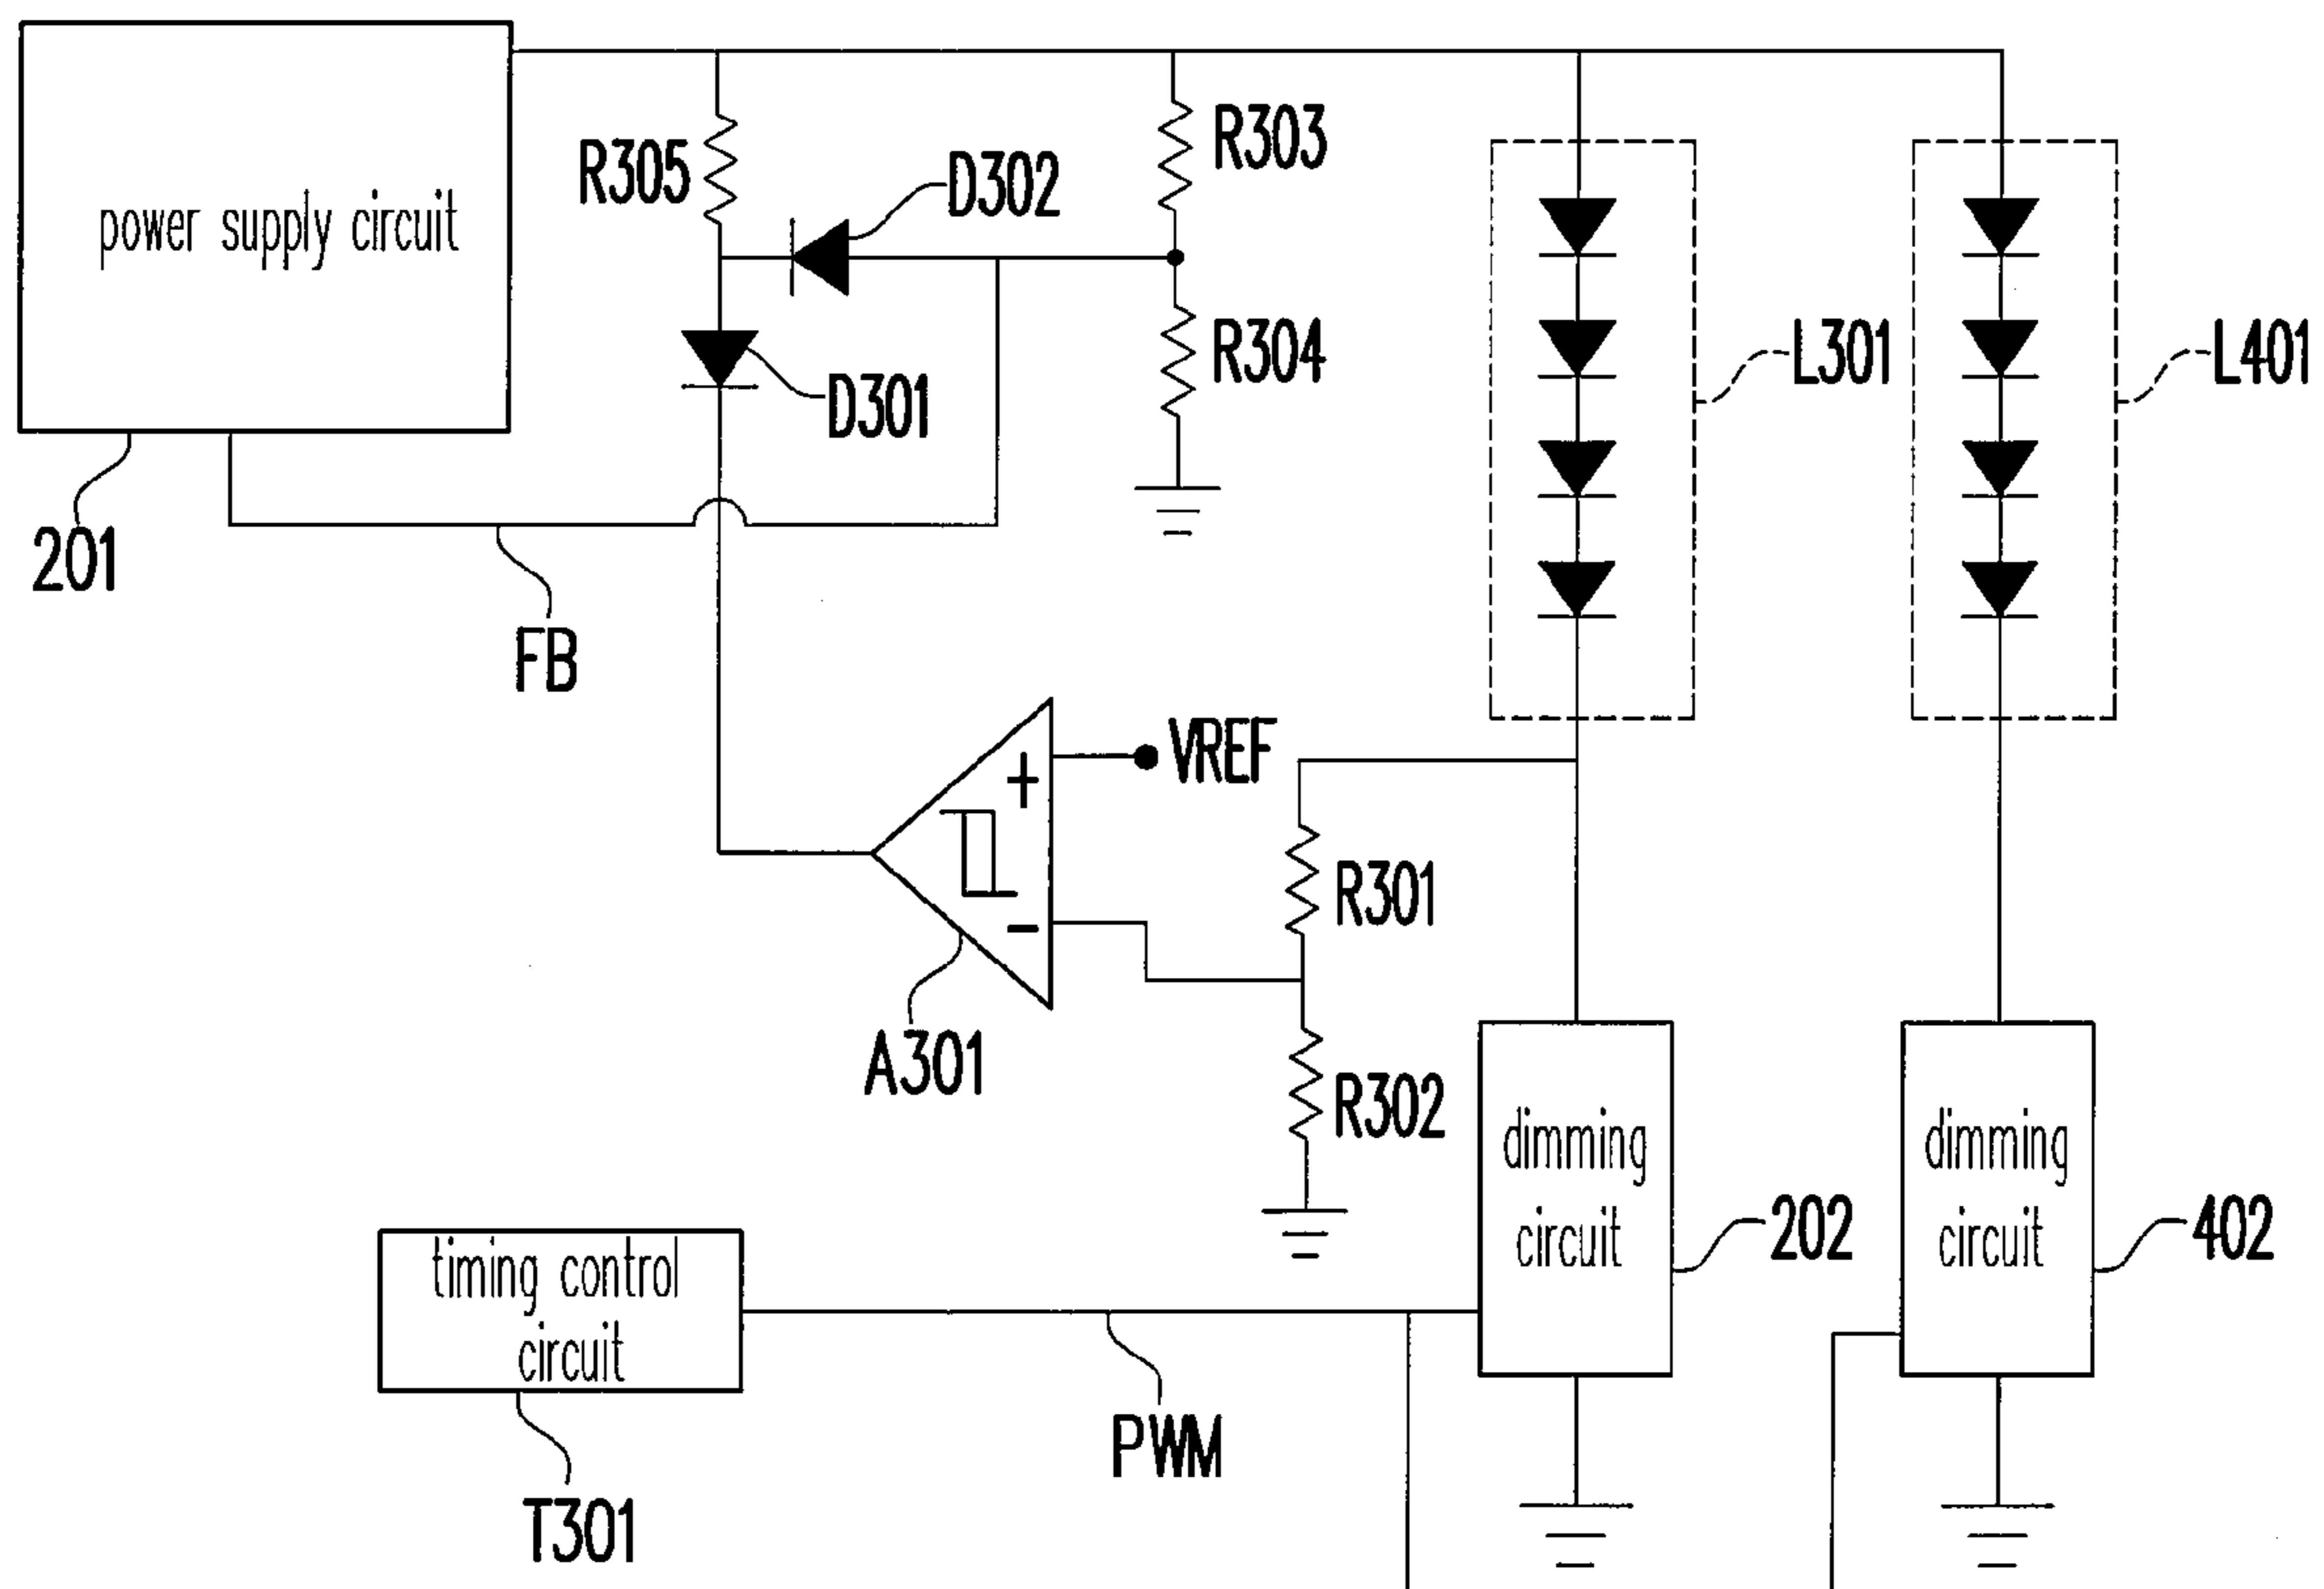 power supply circuit
R305
D302
R303
R304
D301
L301
L401
201
FB
+
VREF
-
R301
A301
R302
dimming
circuit
202
dimming
circuit
402
timing control
circuit
PWM
T301